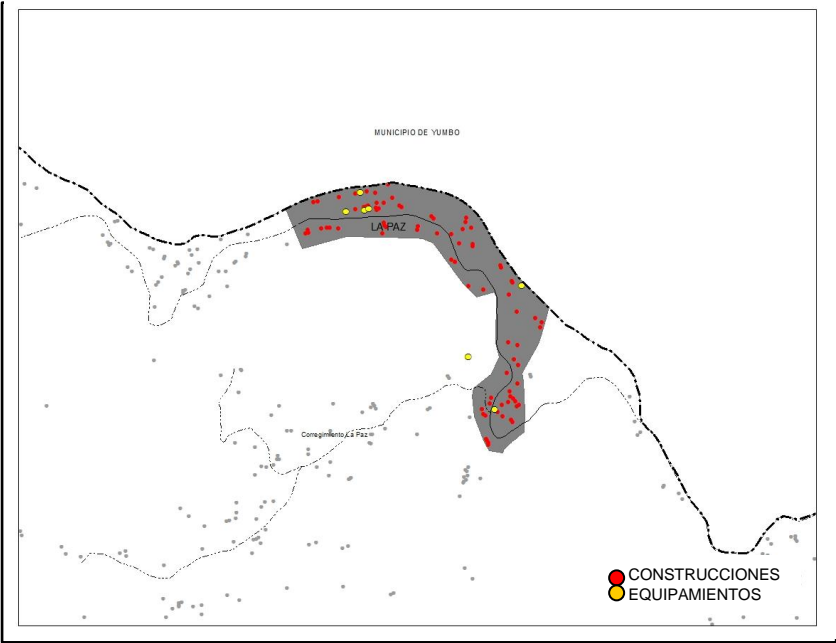 MUNICIPIO DE YUMBO
LA PAZ
Corregimiento La Paz
CONSTRUCCIONES
EQUIPAMIENTOS